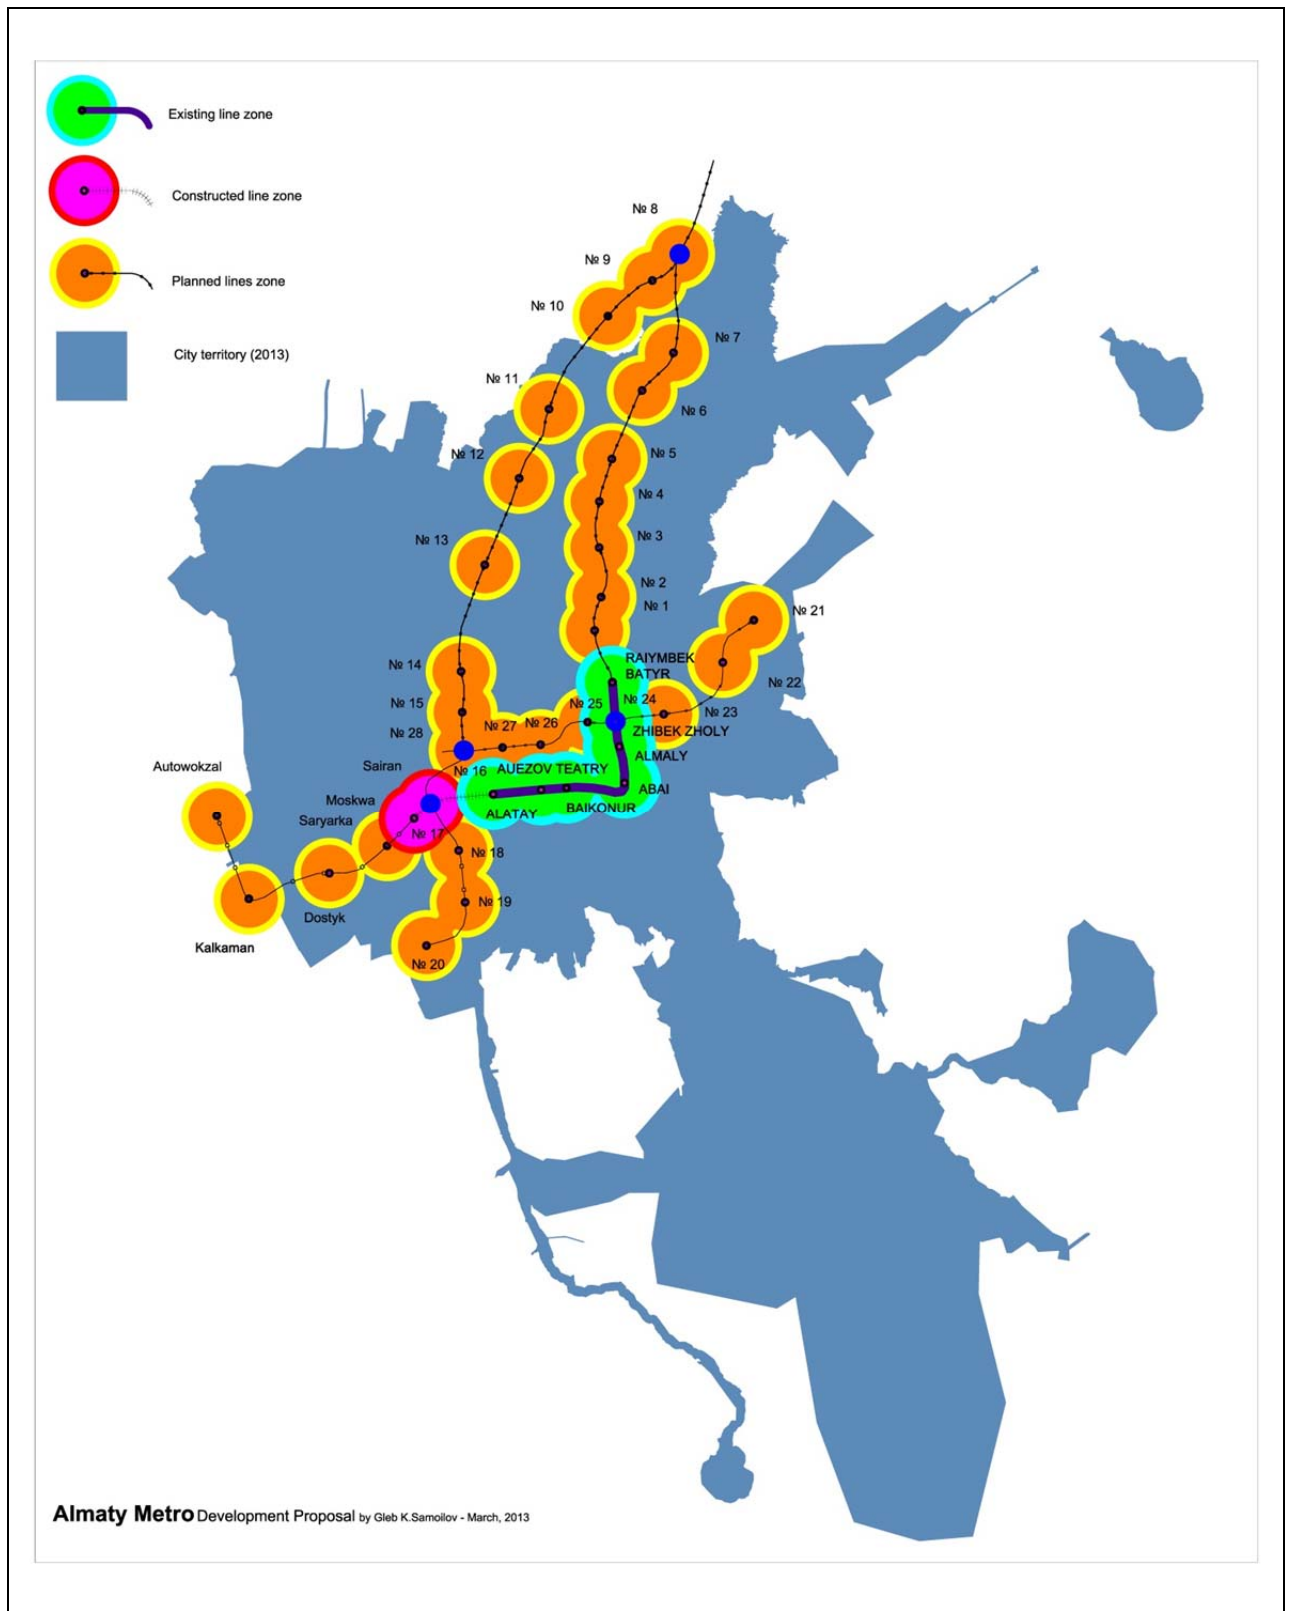 Existing line zone
Constructed line zone
Planned lines zone
City territory (2013)
№ 8
№ 9
№ 10
№ 7
№ 11
№ 6
№ 12
№ 5
№ 4
№ 13
№ 3
№ 2
№ 1
№ 21
№ 14
RAIYMBEK
BATYR
№ 22
№ 15
№ 25
№ 24
№ 23
№ 28
№ 27
№ 26
ZHIBEK ZHOLY
Sairan
ALMALY
Autowokzal
№ 16
AUEZOV TEATRY
ABAI
Moskwa
BAIKONUR
ALATAY
Saryarka
№ 17
№ 18
№ 19
Dostyk
Kalkaman
№ 20
Almaty Metro Development Proposal by Gleb K.Samoilov - March, 2013